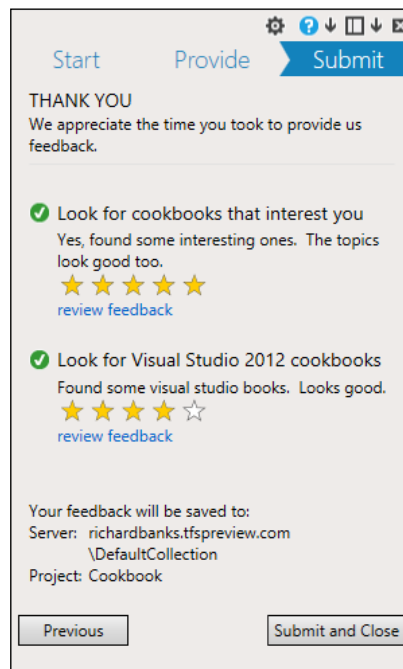 Start Provide Submit
THANK YOU
We appreciate the time you took to provide us
feedback.
Look for cookbooks that interest you
Yes, found some interesting ones.  The topics
look good too.
review feedback
Look for Visual Studio 2012 cookbooks
Found some visual studio books.  Looks good.
review feedback
Your feedback will be saved to:
Server: richardbanks.tfspreview.com
\DefaultCollection
Project: Cookbook
Previous Submit and Close